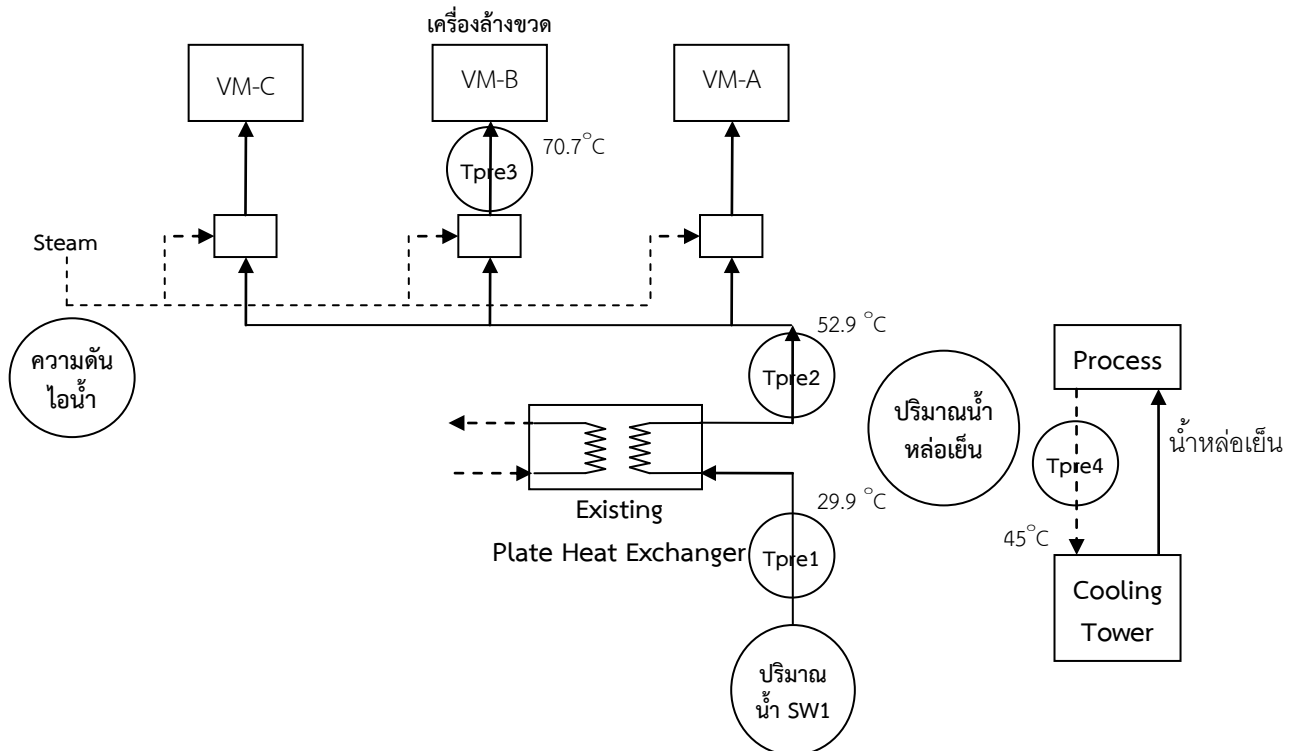 เครื่องล้างขวด
VM-C
VM-B
VM-A
70.7°C
Tpre3
Steam
52.9 °C
ความดัน
ไอน้ำ
Tpre2
Process
ปริมาณน้ำ
หล่อเย็น
น้ำหล่อเย็น
Tpre4
29.9 °C
Existing
Plate Heat Exchanger
Tpre1
45°C
Cooling
Tower
ปริมาณ
น้ำ SW1